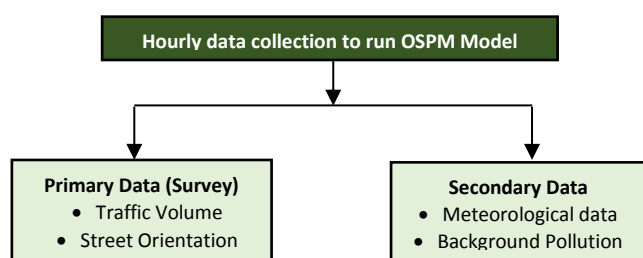 Hourly data collection to run OSPM Model
Primary Data (Survey)
• Traffic Volume
• Street Orientation
Secondary Data
• Meteorological data
• Background Pollution